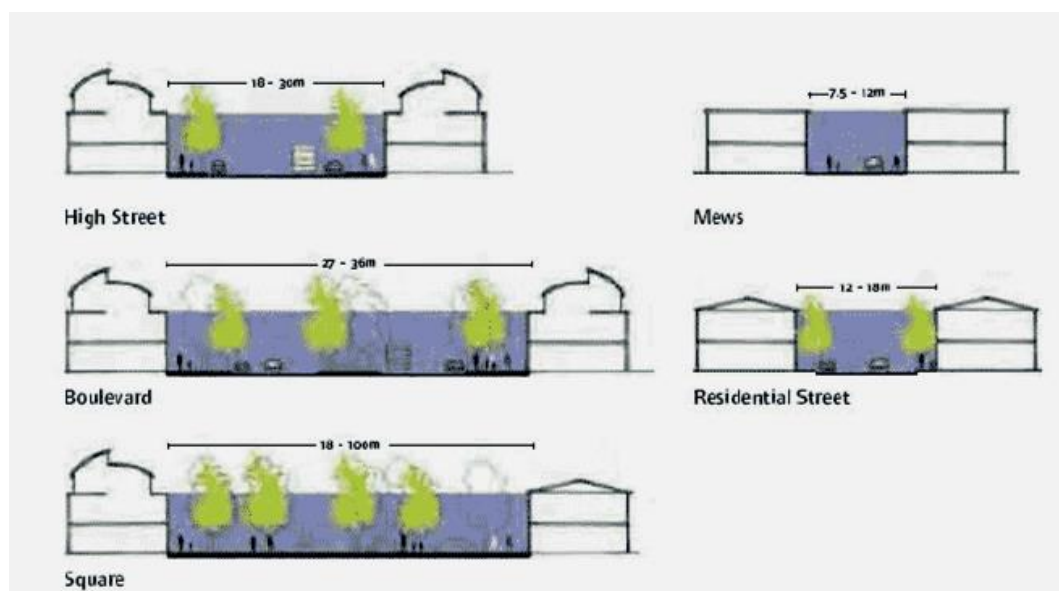 18 - 30m
High Street
7.5 - 12m
Mews
27 - 36m
Boulevard
12 - 18m
Residential Street
18 - 100m
Square